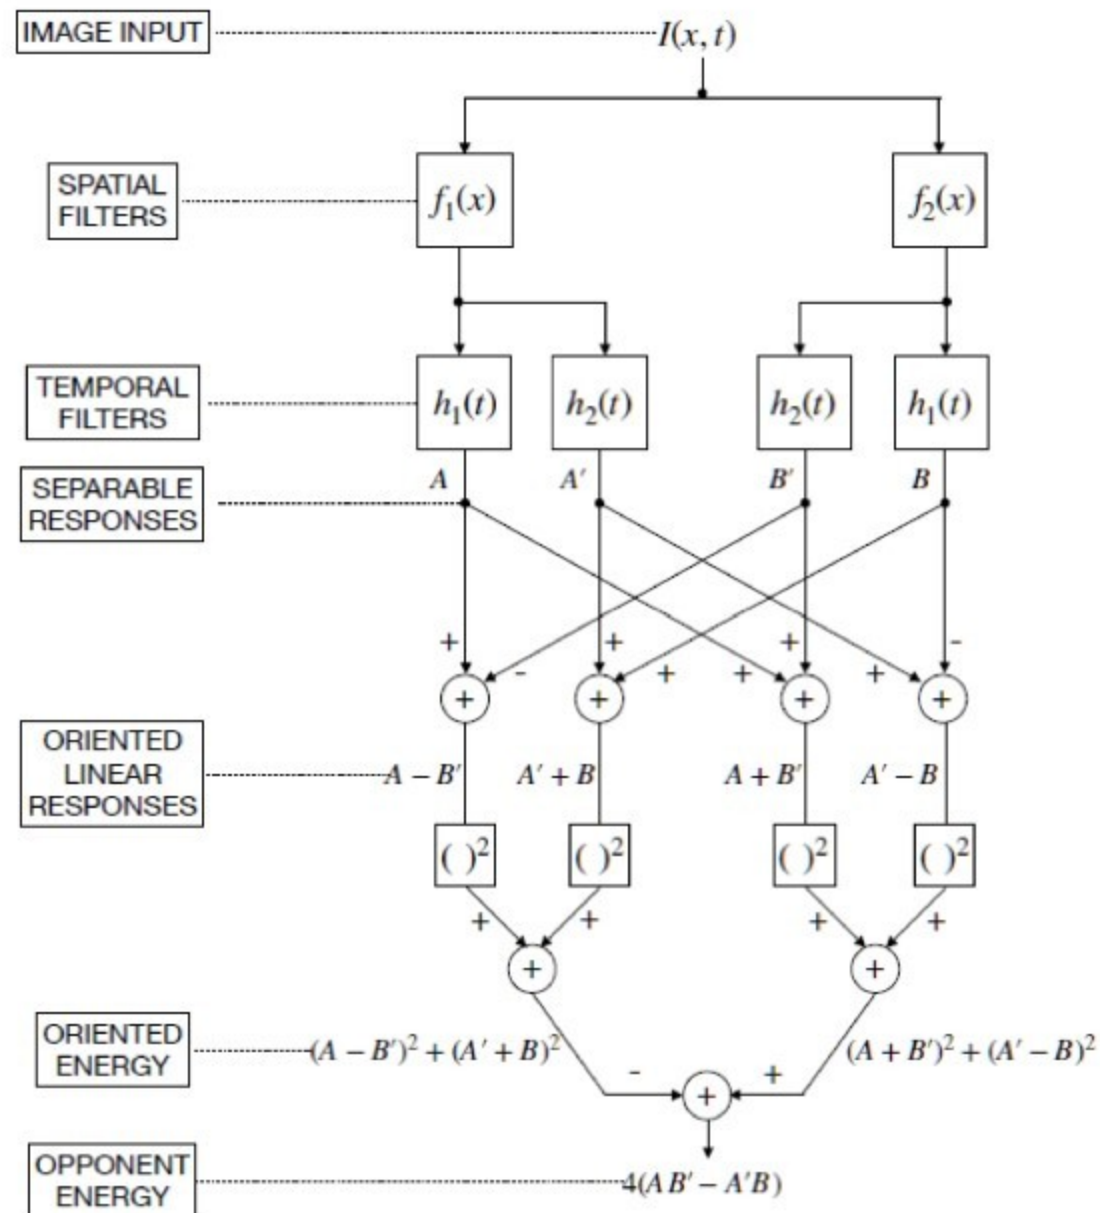 IMAGE INPUT
I(x, t)
SPATIAL
FILTERS
f₁(x)
f₂(x)
TEMPORAL
FILTERS
h₁(t)
h₂(t)
h₂(t)
h₁(t)
SEPARABLE
RESPONSES
A
A′
B′
B
+
-
+
+
+
+
+
-
+
+
+
+
ORIENTED
LINEAR
RESPONSES
A − B′
A′ + B
A + B′
A′ − B
( )²
( )²
( )²
( )²
+
+
+
+
+
+
ORIENTED
ENERGY
(A − B′)² + (A′ + B)²
(A + B′)² + (A′ − B)²
-
+
+
OPPONENT
ENERGY
4(AB′ − A′B)